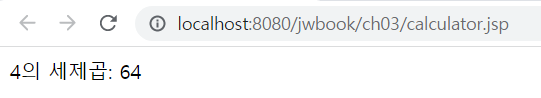 localhost:8080/jwbook/ch03/calculator.jsp
4의 세제곱: 64